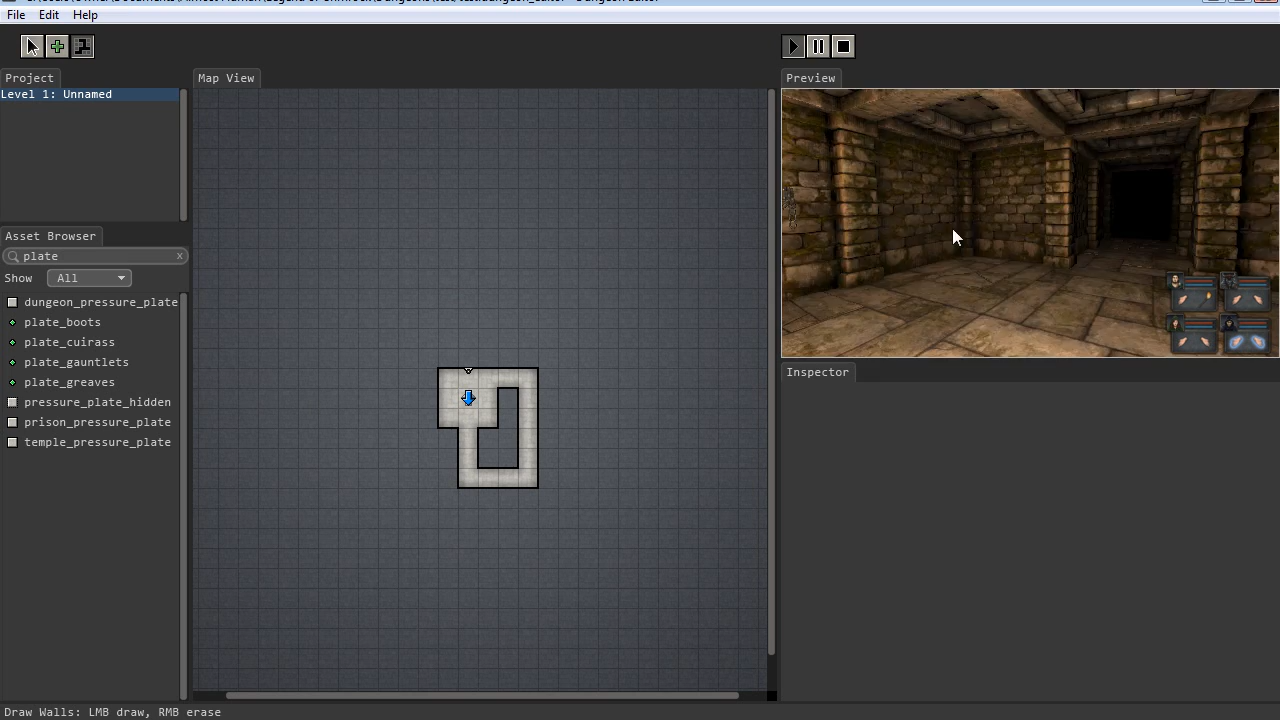 File Edit Help
Project
Map View
Preview
Level 1: Unnamed
Asset Browser
plate
x
Show All
dungeon_pressure_plate
plate_boots
plate_cuirass
plate_gauntlets
plate_greaves
pressure_plate_hidden
prison_pressure_plate
temple_pressure_plate
Inspector
Draw Walls: LMB draw, RMB erase